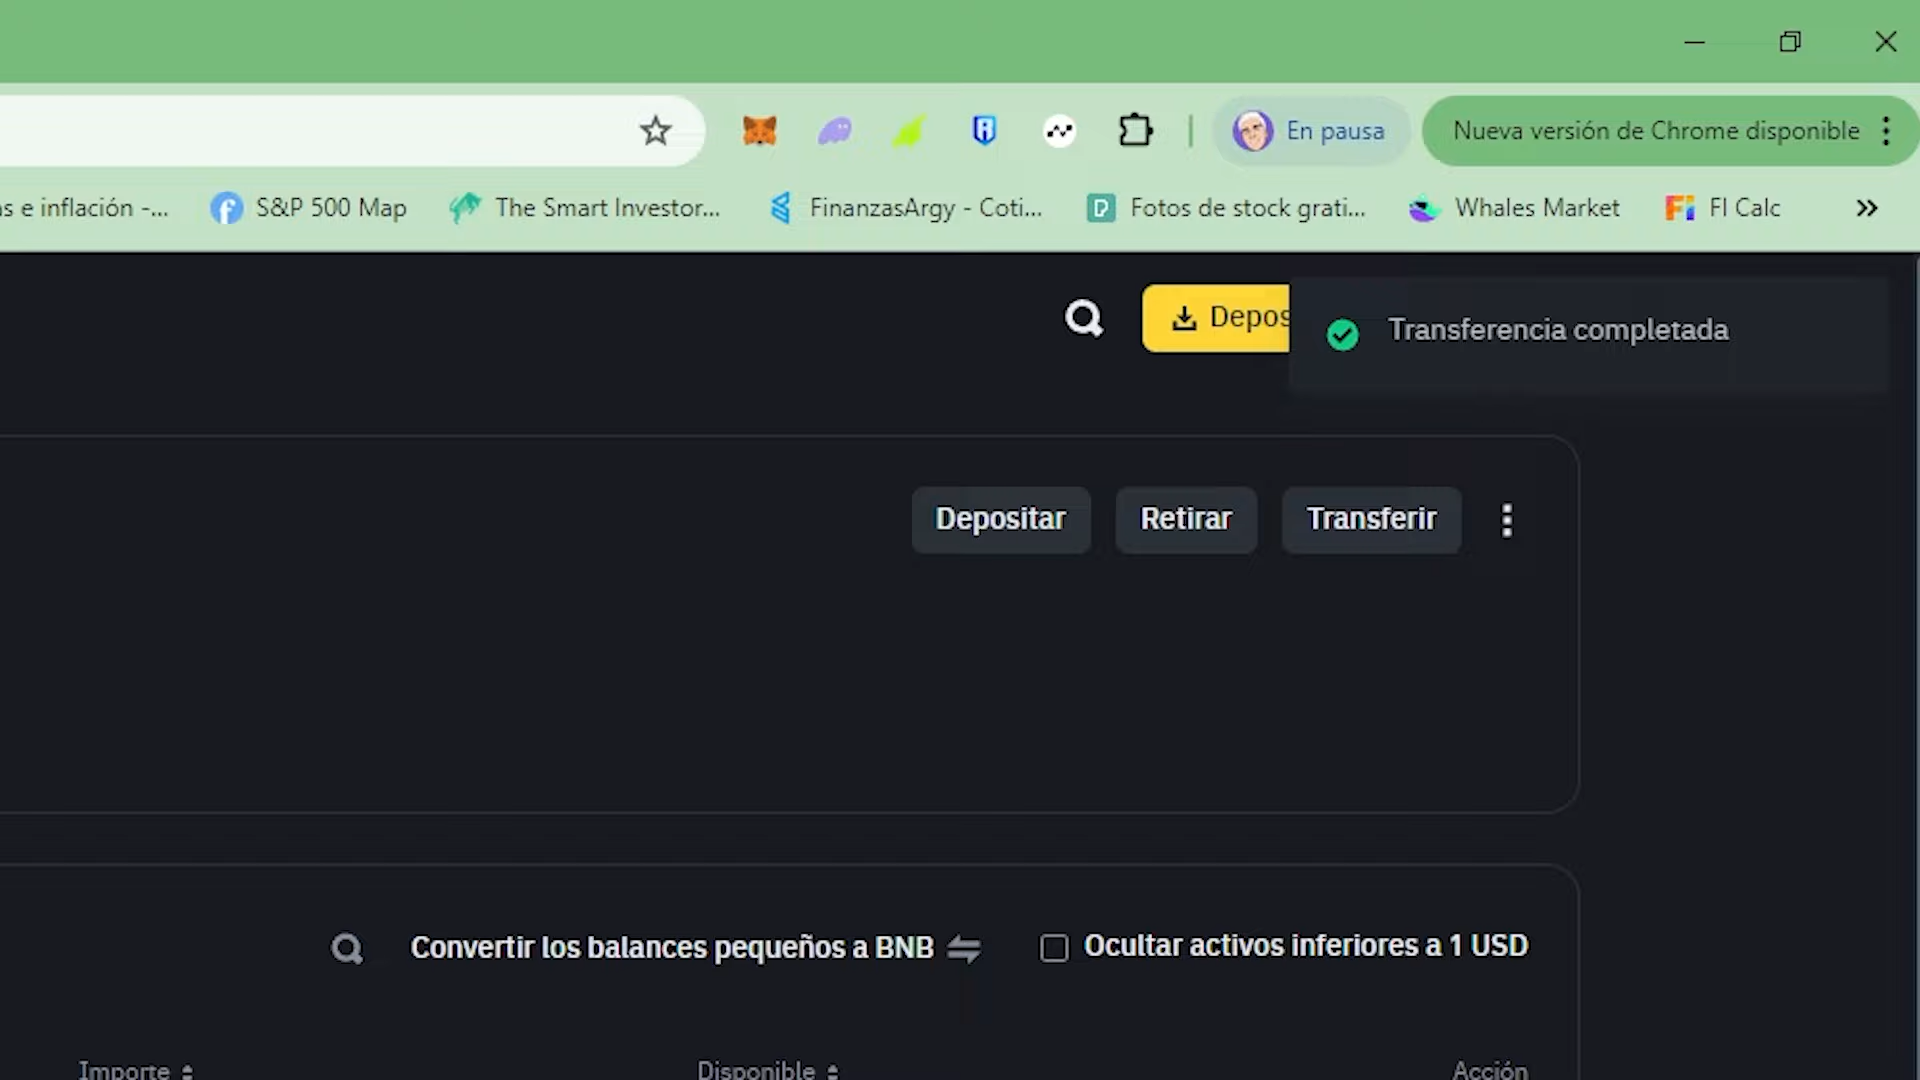 En pausa
Nueva versión de Chrome disponible
s e inflación -...
S&P 500 Map
The Smart Investor...
FinanzasArgy - Coti...
Fotos de stock grati...
Whales Market
FI Calc
Depos
Transferencia completada
Depositar
Retirar
Transferir
Convertir los balances pequeños a BNB
Ocultar activos inferiores a 1 USD
Importe
Disponible
Acción